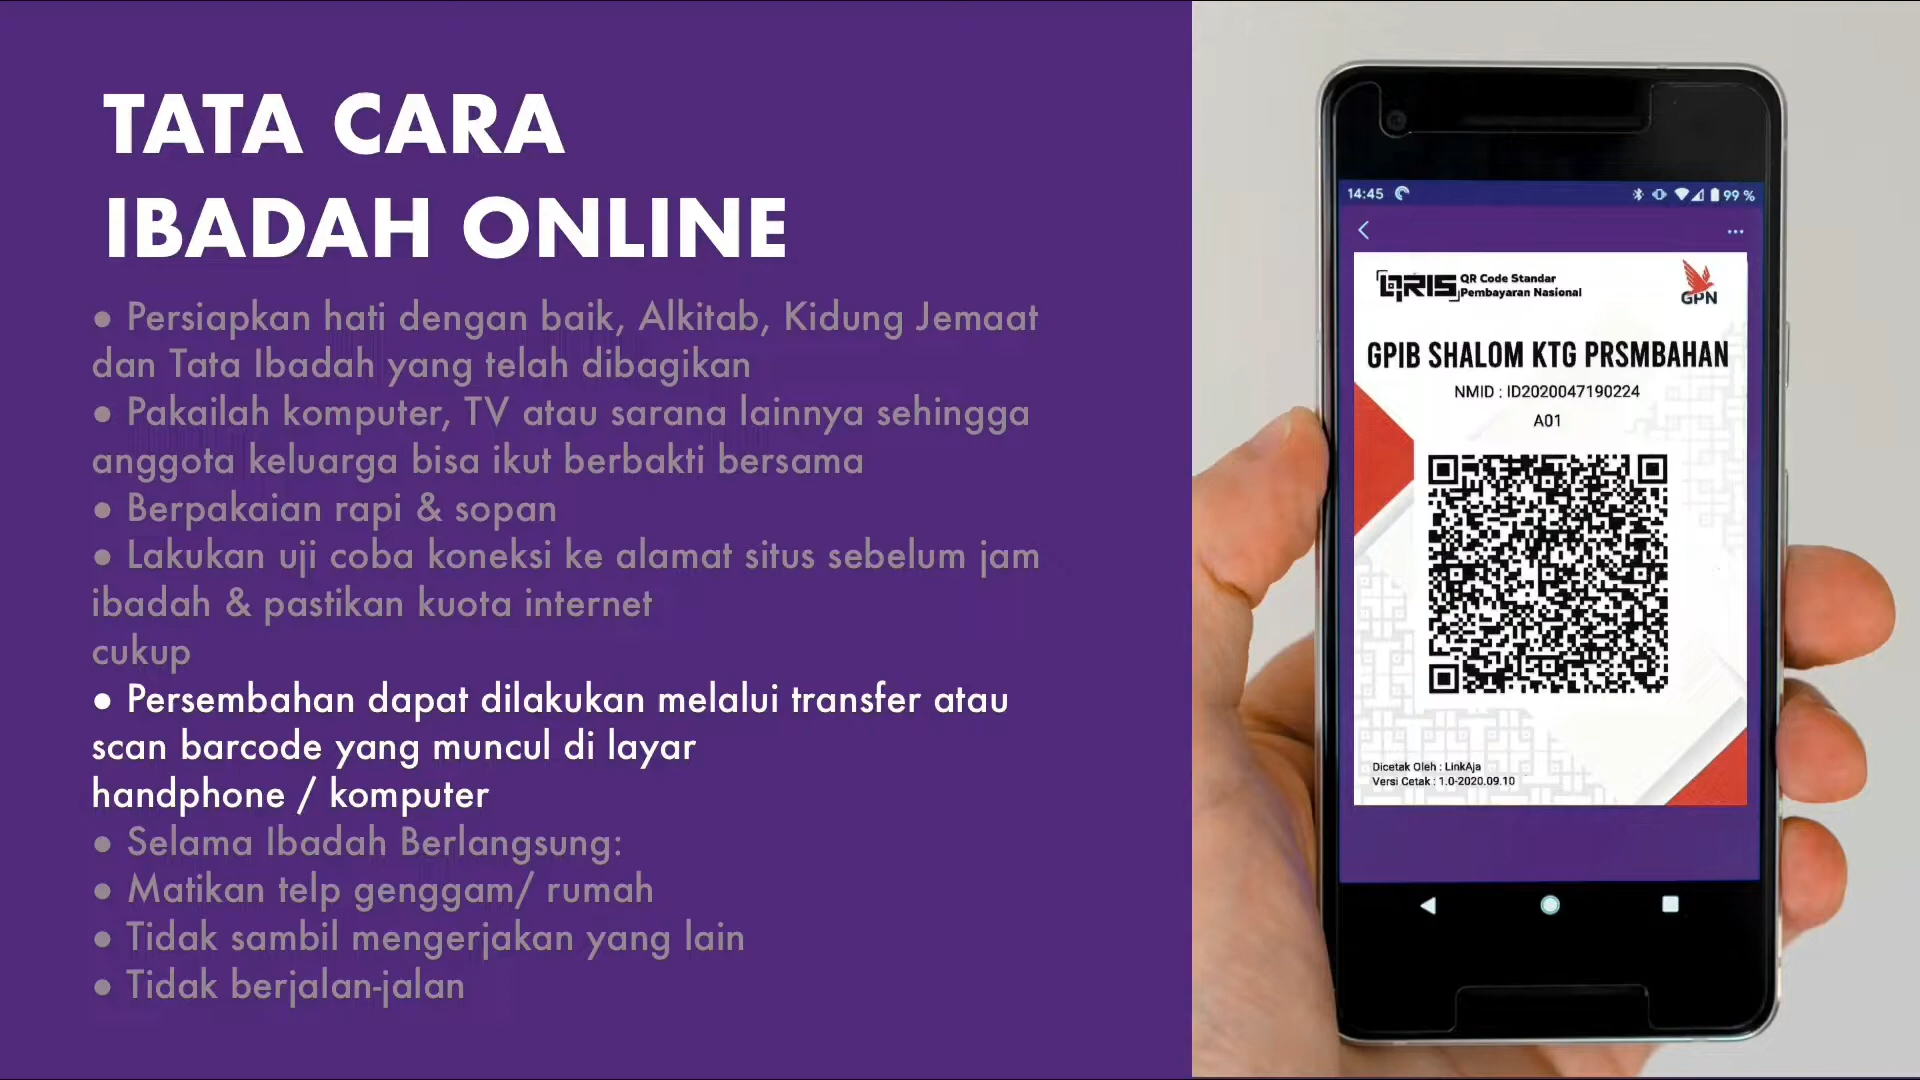 TATA CARA
IBADAH ONLINE
● Persiapkan hati dengan baik, Alkitab, Kidung Jemaat
dan Tata Ibadah yang telah dibagikan
● Pakailah komputer, TV atau sarana lainnya sehingga
anggota keluarga bisa ikut berbakti bersama
● Berpakaian rapi & sopan
● Lakukan uji coba koneksi ke alamat situs sebelum jam
ibadah & pastikan kuota internet
cukup
● Persembahan dapat dilakukan melalui transfer atau
scan barcode yang muncul di layar
handphone / komputer
● Selama Ibadah Berlangsung:
● Matikan telp genggam/ rumah
● Tidak sambil mengerjakan yang lain
● Tidak berjalan-jalan
14:45
99 %
QRIS
QR Code Standar
Pembayaran Nasional
GPN
GPIB SHALOM KTG PRSMBAHAN
NMID : ID2020047190224
A01
Dicetak Oleh : LinkAja
Versi Cetak : 1.0-2020.09.10